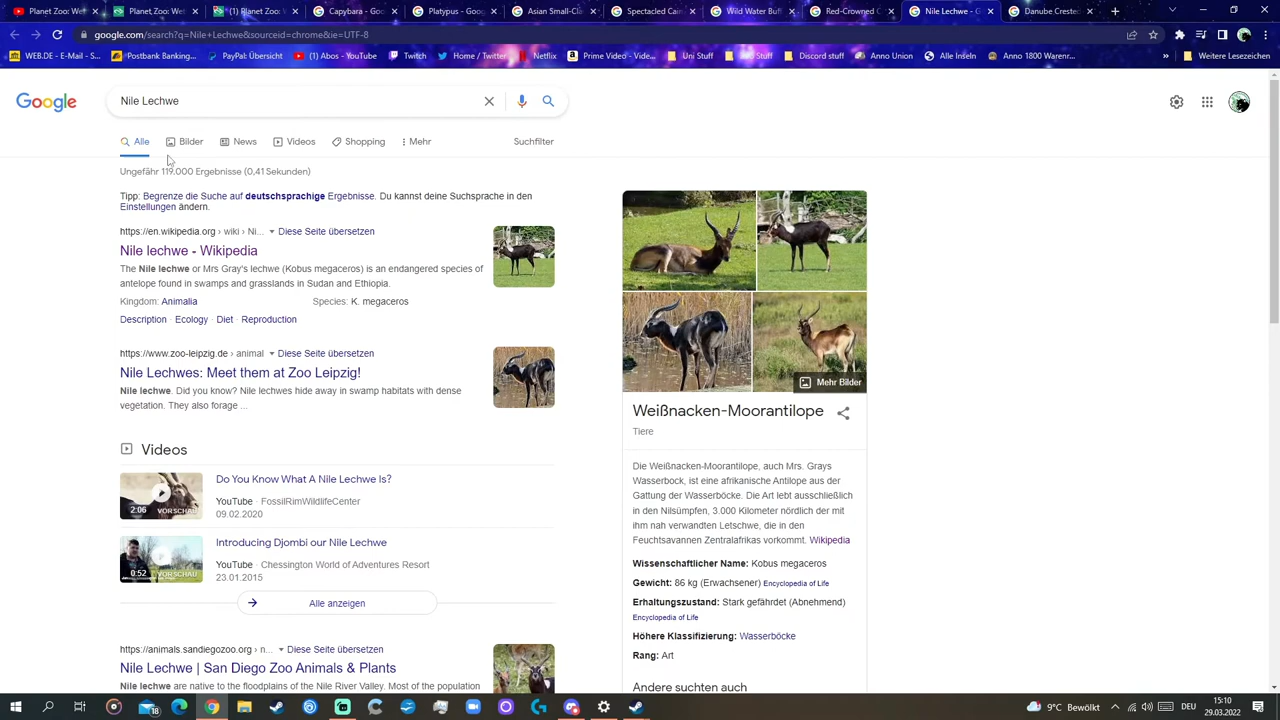 Planet Zoo: Wet -
Planet Zoo: Wet
Capybara - Go
Platypus - Go
Asian Small-Cl
Spectacled Cain
Wild Water Buff
Red-Crowned C
Nile Lechwe -
Danube Crested
google.com/search?q=Nile+Lechwe&sourceid=chrome&ie=UTF-8
WEB.DE - E-Mail - S...
Postbank Banking...
PayPal: Übersicht
(1) Abos - YouTube
Twitch
Home / Twitter
Netflix
Prime Video - Vide...
Uni Stuff
Stuff
Discord stuff
Anno Union
Alle Inseln
Anno 1800 Warenr...
»
Weitere Lesezeichen
Google
Nile Lechwe
Alle
Bilder
News
Videos
Shopping
Mehr
Suchfilter
Ungefähr 119.000 Ergebnisse (0,41 Sekunden)
Tipp: Begrenze die Suche auf deutschsprachige Ergebnisse. Du kannst deine Suchsprache in den
Einstellungen ändern.
https://en.wikipedia.org › wiki › Ni... Diese Seite übersetzen
Nile lechwe - Wikipedia
The Nile lechwe or Mrs Gray's lechwe (Kobus megaceros) is an endangered species of
antelope found in swamps and grasslands in Sudan and Ethiopia.
Kingdom: Animalia
Species: K. megaceros
Description · Ecology · Diet · Reproduction
https://www.zoo-leipzig.de › animal Diese Seite übersetzen
Nile Lechwes: Meet them at Zoo Leipzig!
Nile lechwe. Did you know? Nile lechwes hide away in swamp habitats with dense
vegetation. They also forage ...
Videos
2:06
VORSCHAU
Do You Know What A Nile Lechwe Is?
YouTube · FossilRimWildlifeCenter
09.02.2020
0:52
VORSCHAU
Introducing Djombi our Nile Lechwe
YouTube · Chessington World of Adventures Resort
23.01.2015
Alle anzeigen
https://animals.sandiegozoo.org › n... Diese Seite übersetzen
Nile Lechwe | San Diego Zoo Animals & Plants
Nile lechwe are native to the floodplains of the Nile River Valley. Most of the population
Mehr Bilder
Weißnacken-Moorantilope
Tiere
Die Weißnacken-Moorantilope, auch Mrs. Grays
Wasserbock, ist eine afrikanische Antilope aus der
Gattung der Wasserböcke. Die Art lebt ausschließlich
in den Nilsümpfen, 3.000 Kilometer nördlich der mit
ihm nah verwandten Letschwe, die in den
Feuchtsavannen Zentralafrikas vorkommt. Wikipedia
Wissenschaftlicher Name: Kobus megaceros
Gewicht: 86 kg (Erwachsener) Encyclopedia of Life
Erhaltungszustand: Stark gefährdet (Abnehmend)
Encyclopedia of Life
Höhere Klassifizierung: Wasserböcke
Rang: Art
Andere suchten auch
18
9°C Bewölkt
DEU
15:10
29.03.2022